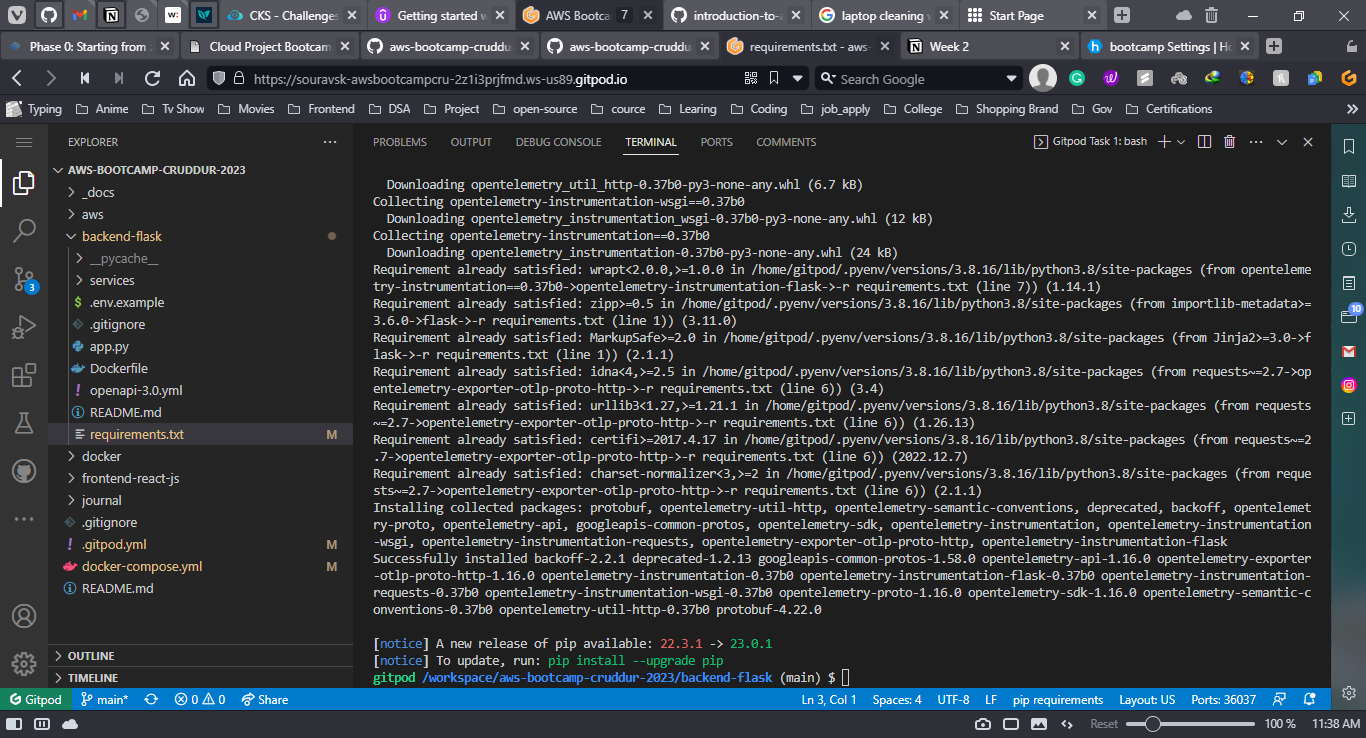 CKS - Challenges
Getting started w
AWS Bootca 7
introduction-to-a
laptop cleaning w
Start Page
Phase 0: Starting from
Cloud Project Bootcam
aws-bootcamp-cruddu
aws-bootcamp-cruddu
requirements.txt - aws-
Week 2
bootcamp Settings | Ho
https://souravsk-awsbootcampcru-2z1i3prjfmd.ws-us89.gitpod.io
Search Google
Typing Anime Tv Show Movies Frontend DSA Project open-source cource Learing Coding job_apply College Shopping Brand Gov Certifications
EXPLORER
PROBLEMS OUTPUT DEBUG CONSOLE TERMINAL PORTS COMMENTS
Gitpod Task 1: bash
AWS-BOOTCAMP-CRUDDUR-2023
_docs
aws
backend-flask
__pycache__
services
.env.example
.gitignore
app.py
Dockerfile
openapi-3.0.yml
README.md
requirements.txt M
docker
frontend-react-js
journal
.gitignore
.gitpod.yml M
docker-compose.yml M
README.md
OUTLINE
TIMELINE
3
10
Downloading opentelemetry_util_http-0.37b0-py3-none-any.whl (6.7 kB)
Collecting opentelemetry-instrumentation-wsgi==0.37b0
Downloading opentelemetry_instrumentation_wsgi-0.37b0-py3-none-any.whl (12 kB)
Collecting opentelemetry-instrumentation==0.37b0
Downloading opentelemetry_instrumentation-0.37b0-py3-none-any.whl (24 kB)
Requirement already satisfied: wrapt<2.0.0,>=1.0.0 in /home/gitpod/.pyenv/versions/3.8.16/lib/python3.8/site-packages (from openteleme
try-instrumentation==0.37b0->opentelemetry-instrumentation-flask->-r requirements.txt (line 7)) (1.14.1)
Requirement already satisfied: zipp>=0.5 in /home/gitpod/.pyenv/versions/3.8.16/lib/python3.8/site-packages (from importlib-metadata>=
3.6.0->flask->-r requirements.txt (line 1)) (3.11.0)
Requirement already satisfied: MarkupSafe>=2.0 in /home/gitpod/.pyenv/versions/3.8.16/lib/python3.8/site-packages (from Jinja2>=3.0->f
lask->-r requirements.txt (line 1)) (2.1.1)
Requirement already satisfied: idna<4,>=2.5 in /home/gitpod/.pyenv/versions/3.8.16/lib/python3.8/site-packages (from requests~=2.7->op
entelemetry-exporter-otlp-proto-http->-r requirements.txt (line 6)) (3.4)
Requirement already satisfied: urllib3<1.27,>=1.21.1 in /home/gitpod/.pyenv/versions/3.8.16/lib/python3.8/site-packages (from requests
~=2.7->opentelemetry-exporter-otlp-proto-http->-r requirements.txt (line 6)) (1.26.13)
Requirement already satisfied: certifi>=2017.4.17 in /home/gitpod/.pyenv/versions/3.8.16/lib/python3.8/site-packages (from requests~=2
.7->opentelemetry-exporter-otlp-proto-http->-r requirements.txt (line 6)) (2022.12.7)
Requirement already satisfied: charset-normalizer<3,>=2 in /home/gitpod/.pyenv/versions/3.8.16/lib/python3.8/site-packages (from reque
sts~=2.7->opentelemetry-exporter-otlp-proto-http->-r requirements.txt (line 6)) (2.1.1)
Installing collected packages: protobuf, opentelemetry-util-http, opentelemetry-semantic-conventions, deprecated, backoff, opentelemet
ry-proto, opentelemetry-api, googleapis-common-protos, opentelemetry-sdk, opentelemetry-instrumentation, opentelemetry-instrumentation
-wsgi, opentelemetry-instrumentation-requests, opentelemetry-exporter-otlp-proto-http, opentelemetry-instrumentation-flask
Successfully installed backoff-2.2.1 deprecated-1.2.13 googleapis-common-protos-1.58.0 opentelemetry-api-1.16.0 opentelemetry-exporter
-otlp-proto-http-1.16.0 opentelemetry-instrumentation-0.37b0 opentelemetry-instrumentation-flask-0.37b0 opentelemetry-instrumentation-
requests-0.37b0 opentelemetry-instrumentation-wsgi-0.37b0 opentelemetry-proto-1.16.0 opentelemetry-sdk-1.16.0 opentelemetry-semantic-c
onventions-0.37b0 opentelemetry-util-http-0.37b0 protobuf-4.22.0
[notice] A new release of pip available: 22.3.1 -> 23.0.1
[notice] To update, run: pip install --upgrade pip
gitpod /workspace/aws-bootcamp-cruddur-2023/backend-flask (main) $
Gitpod main* 0 0 Share Ln 3, Col 1 Spaces: 4 UTF-8 LF pip requirements Layout: US Ports: 36037
Reset 100 % 11:38 AM